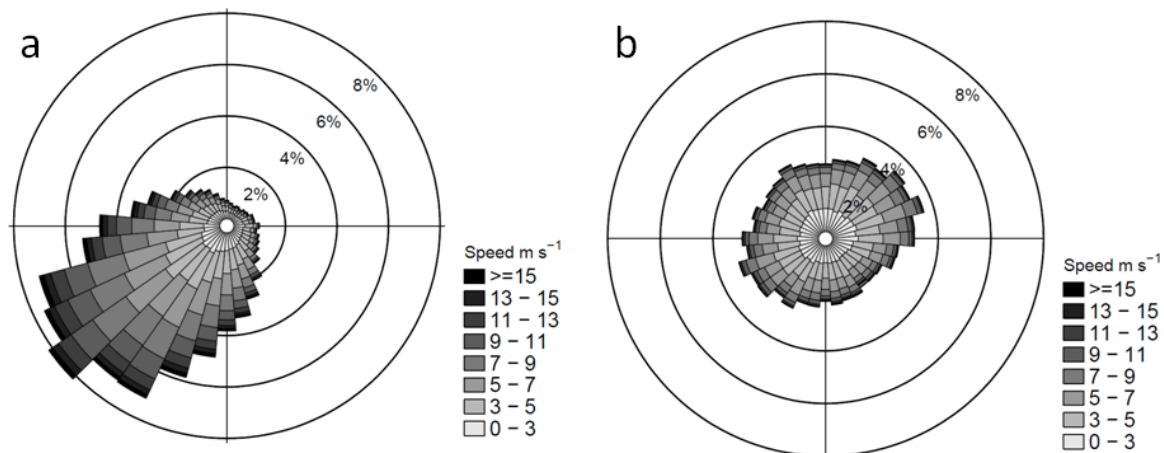 a
8%
6%
4%
2%
Speed m s⁻¹
>=15
13 – 15
11 – 13
9 – 11
7 – 9
5 – 7
3 – 5
0 – 3
b
8%
6%
4%
2%
Speed m s⁻¹
>=15
13 – 15
11 – 13
9 – 11
7 – 9
5 – 7
3 – 5
0 – 3